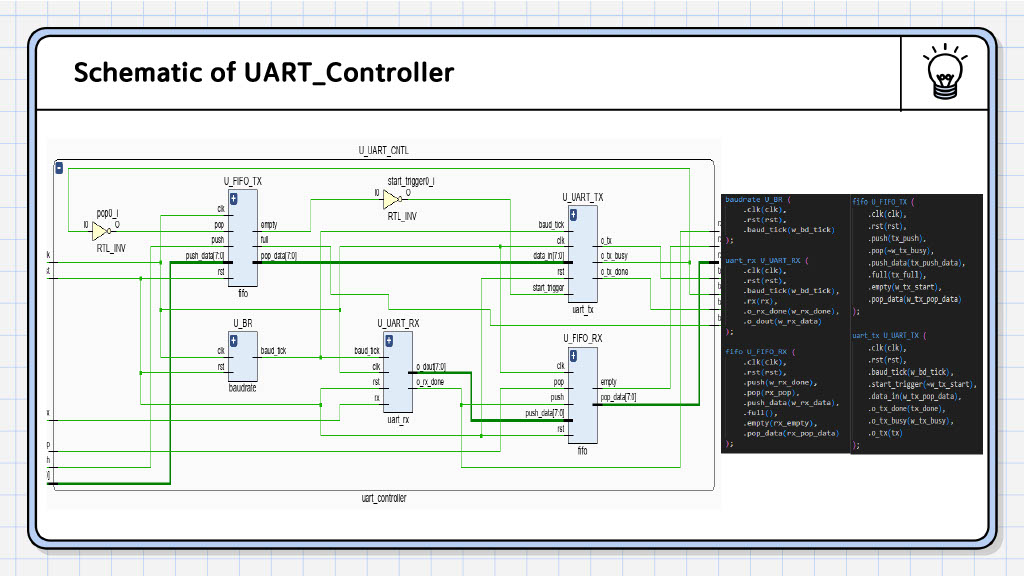 Schematic of UART_Controller
U_UART_CNTL
U_FIFO_TX
clk
pop
push
push_data[7:0]
rst
empty
full
pop_data[7:0]
fifo
pop0_i
I0
O
RTL_INV
start_trigger0_i
I0
O
RTL_INV
U_UART_TX
baud_tick
clk
data_in[7:0]
rst
start_trigger
o_tx
o_tx_busy
o_tx_done
uart_tx
U_BR
clk
rst
baud_tick
baudrate
U_UART_RX
baud_tick
clk
rst
rx
o_dout[7:0]
o_rx_done
uart_rx
U_FIFO_RX
clk
pop
push
push_data[7:0]
rst
empty
pop_data[7:0]
fifo
uart_controller
baudrate U_BR (
.clk(clk),
.rst(rst),
.baud_tick(w_bd_tick)
);
uart_rx U_UART_RX (
.clk(clk),
.rst(rst),
.baud_tick(w_bd_tick),
.rx(rx),
.o_rx_done(w_rx_done),
.o_dout(w_rx_data)
);
fifo U_FIFO_RX (
.clk(clk),
.rst(rst),
.push(w_rx_done),
.pop(rx_pop),
.push_data(w_rx_data),
.full(),
.empty(rx_empty),
.pop_data(rx_pop_data)
);
fifo U_FIFO_TX (
.clk(clk),
.rst(rst),
.push(tx_push),
.pop(~w_tx_busy),
.push_data(tx_push_data),
.full(tx_full),
.empty(w_tx_start),
.pop_data(w_tx_pop_data)
);
uart_tx U_UART_TX (
.clk(clk),
.rst(rst),
.baud_tick(w_bd_tick),
.start_trigger(~w_tx_start),
.data_in(w_tx_pop_data),
.o_tx_done(tx_done),
.o_tx_busy(w_tx_busy),
.o_tx(tx)
);